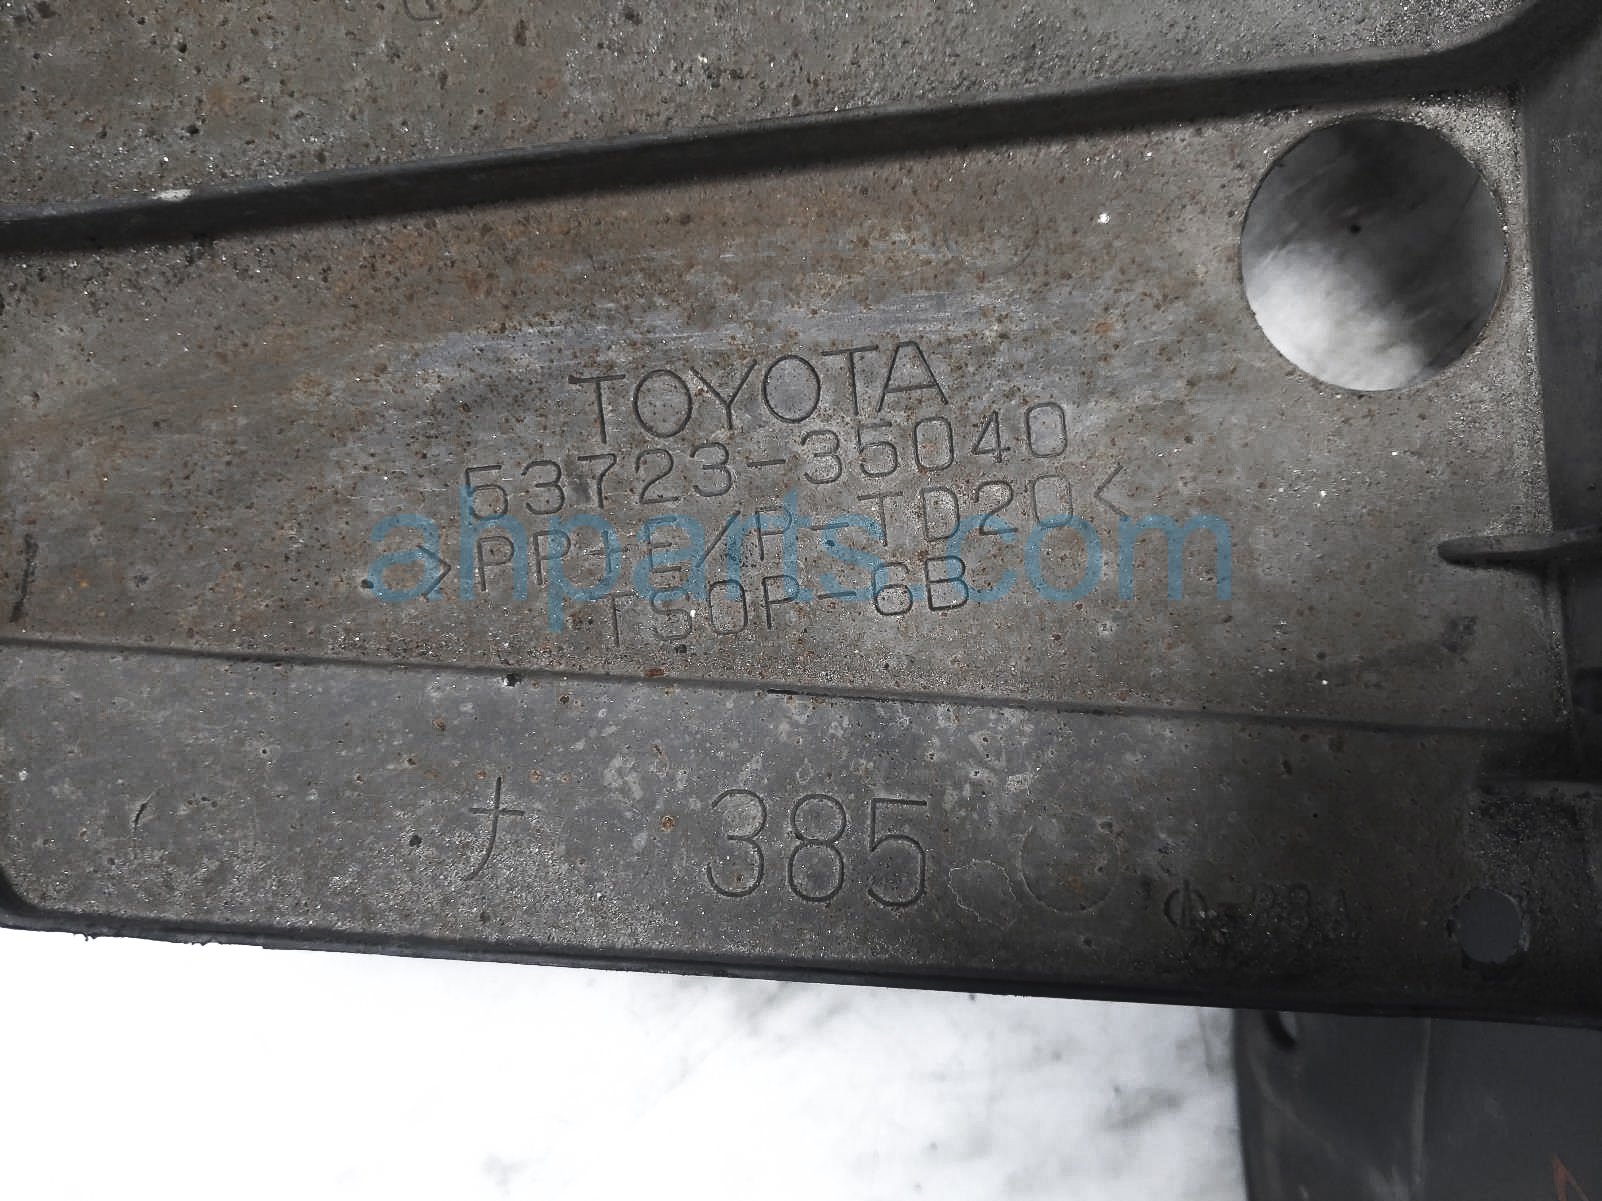 TOYOTA
53723-35040
>PP+E/P-TD20<
TSOP-6B
ahparts.com
ナ 385